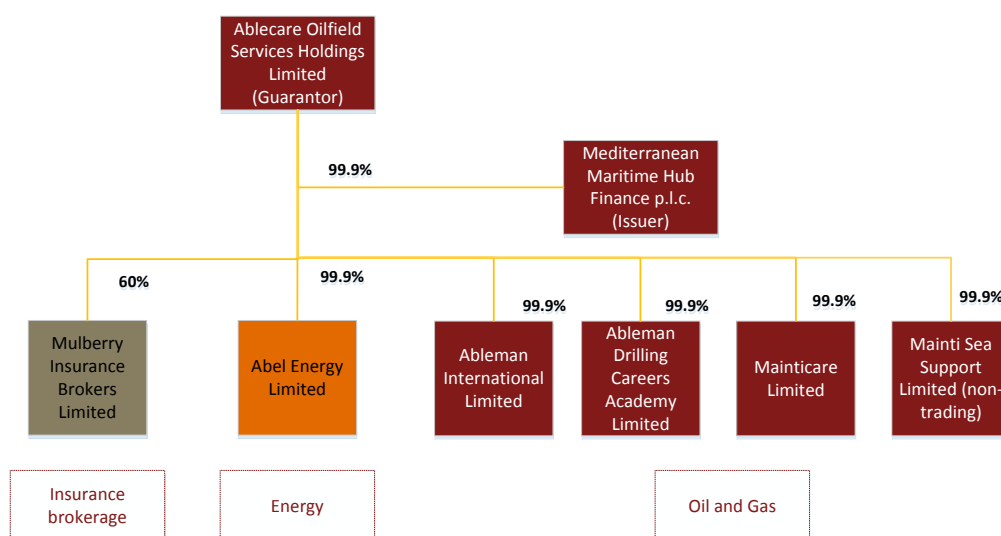 Ablecare Oilfield
Services Holdings
Limited
(Guarantor)
99.9%
Mediterranean
Maritime Hub
Finance p.l.c.
(Issuer)
60%
99.9%
99.9%
99.9%
99.9%
99.9%
Mulberry
Insurance
Brokers
Limited
Abel Energy
Limited
Ableman
International
Limited
Ableman
Drilling
Careers
Academy
Limited
Mainticare
Limited
Mainti Sea
Support
Limited (non-
trading)
Insurance
brokerage
Energy
Oil and Gas